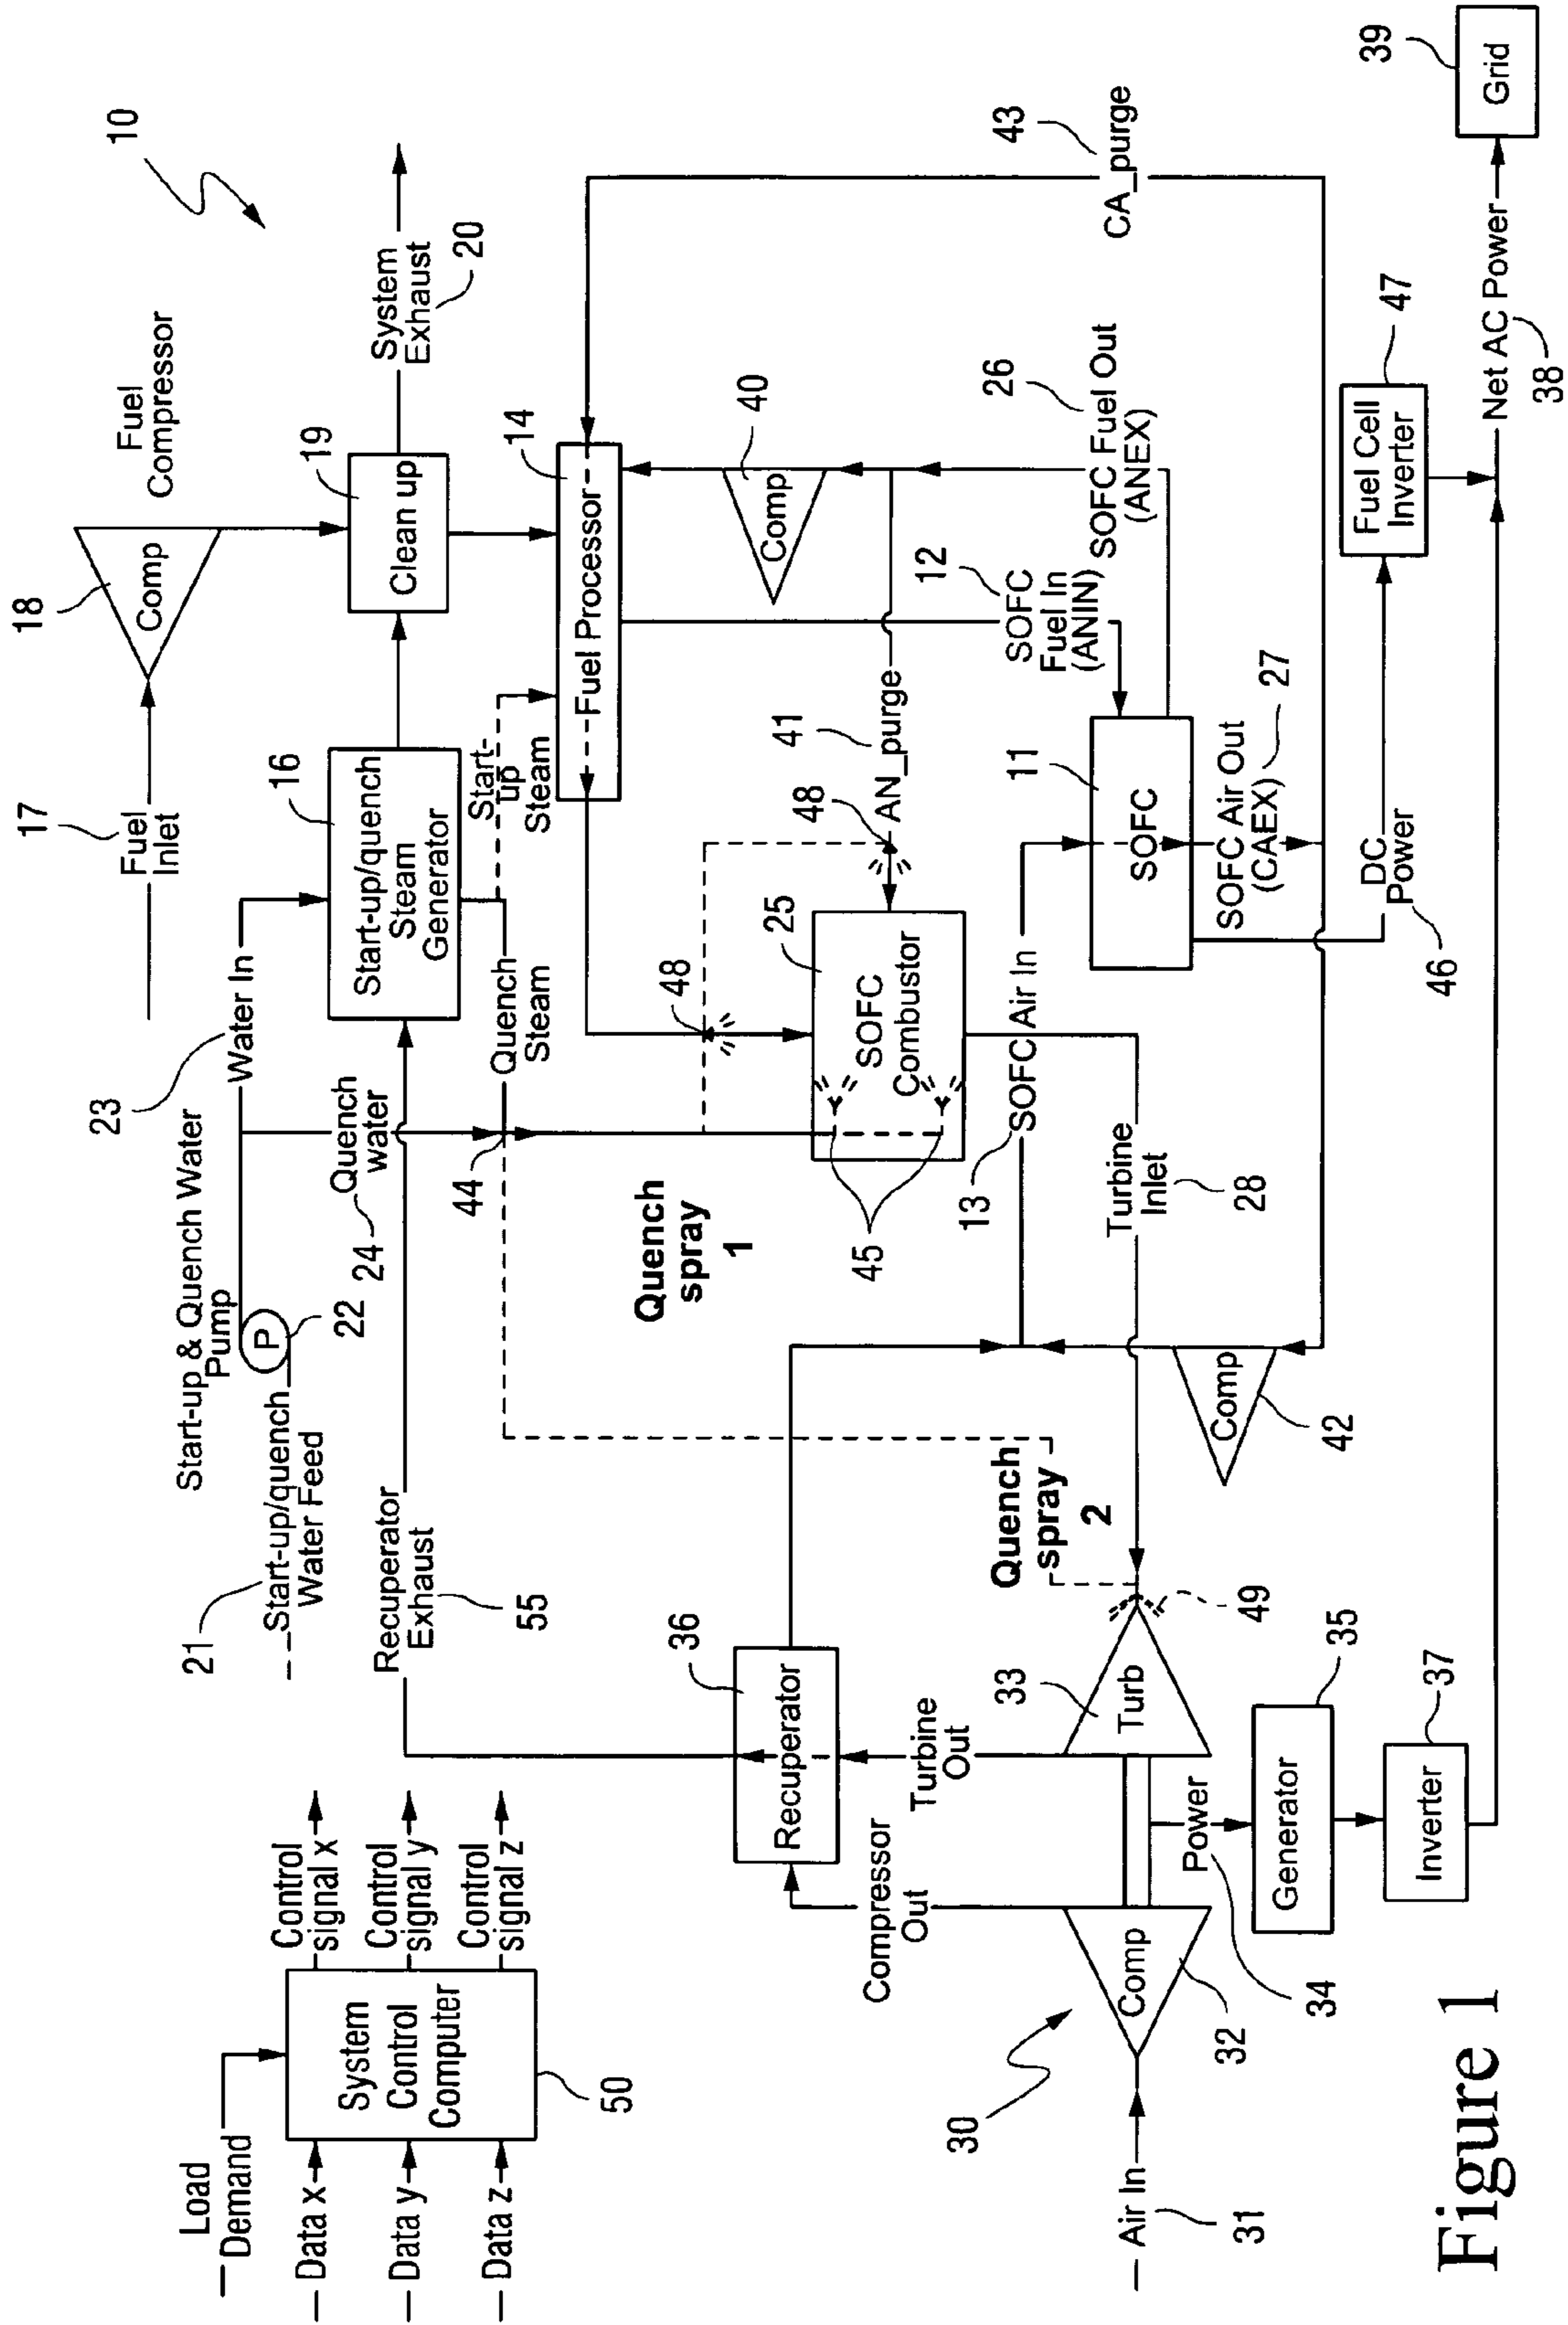 Load
Demand
Data x
Data y
Data z
System
Control
Computer
50
Control
signal x
Control
signal y
Control
signal z
21
Start-up/quench
Water Feed
Start-up & Quench Water
Pump
P
22
23
Water In
Quench
water
24
17
Fuel
Inlet
18
Comp
Fuel
Compressor
10
16
Start-up/quench
Steam
Generator
19
Clean up
System
Exhaust
20
Recuperator
Exhaust
55
44
Quench
Steam
Start-
up
Steam
14
Fuel Processor
Quench
spray
1
48
48
25
SOFC
Combustor
45
41
AN_purge
40
Comp
12
SOFC
Fuel In
(ANIN)
26
SOFC Fuel Out
(ANEX)
43
CA_purge
36
Recuperator
Compressor
Out
Turbine
Out
Quench
spray
2
13
SOFC Air In
11
SOFC
SOFC Air Out
(CAEX)
27
Turbine
Inlet
28
30
Air In
31
Comp
32
33
Turb
49
Comp
42
Power
34
Generator
35
Inverter
37
DC
Power
46
Fuel Cell
Inverter
47
Net AC Power
38
39
Grid
Figure 1